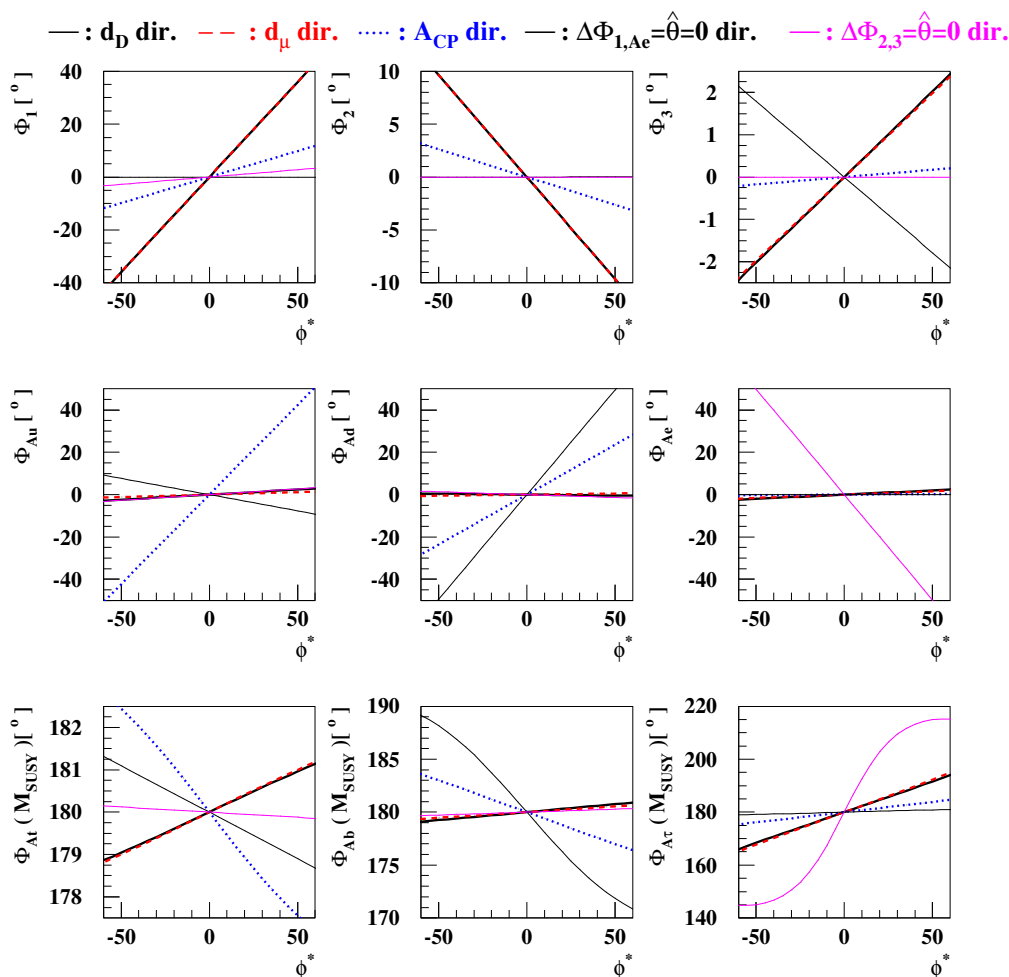 — : d_D dir. – – : d_μ dir. ····· : A_CP dir. — : ΔΦ_1,Ae=θ̂=0 dir. — : ΔΦ_2,3=θ̂=0 dir.
Φ_1 [ ° ]
40
20
0
-20
-40
-50 0 50
ϕ*
Φ_2 [ ° ]
10
5
0
-5
-10
-50 0 50
ϕ*
Φ_3 [ ° ]
2
1
0
-1
-2
-50 0 50
ϕ*
Φ_Au [ ° ]
40
20
0
-20
-40
-50 0 50
ϕ*
Φ_Ad [ ° ]
40
20
0
-20
-40
-50 0 50
ϕ*
Φ_Ae [ ° ]
40
20
0
-20
-40
-50 0 50
ϕ*
Φ_At ( M_SUSY )[ ° ]
182
181
180
179
178
-50 0 50
ϕ*
Φ_Ab ( M_SUSY )[ ° ]
190
185
180
175
170
-50 0 50
ϕ*
Φ_Aτ ( M_SUSY )[ ° ]
220
200
180
160
140
-50 0 50
ϕ*